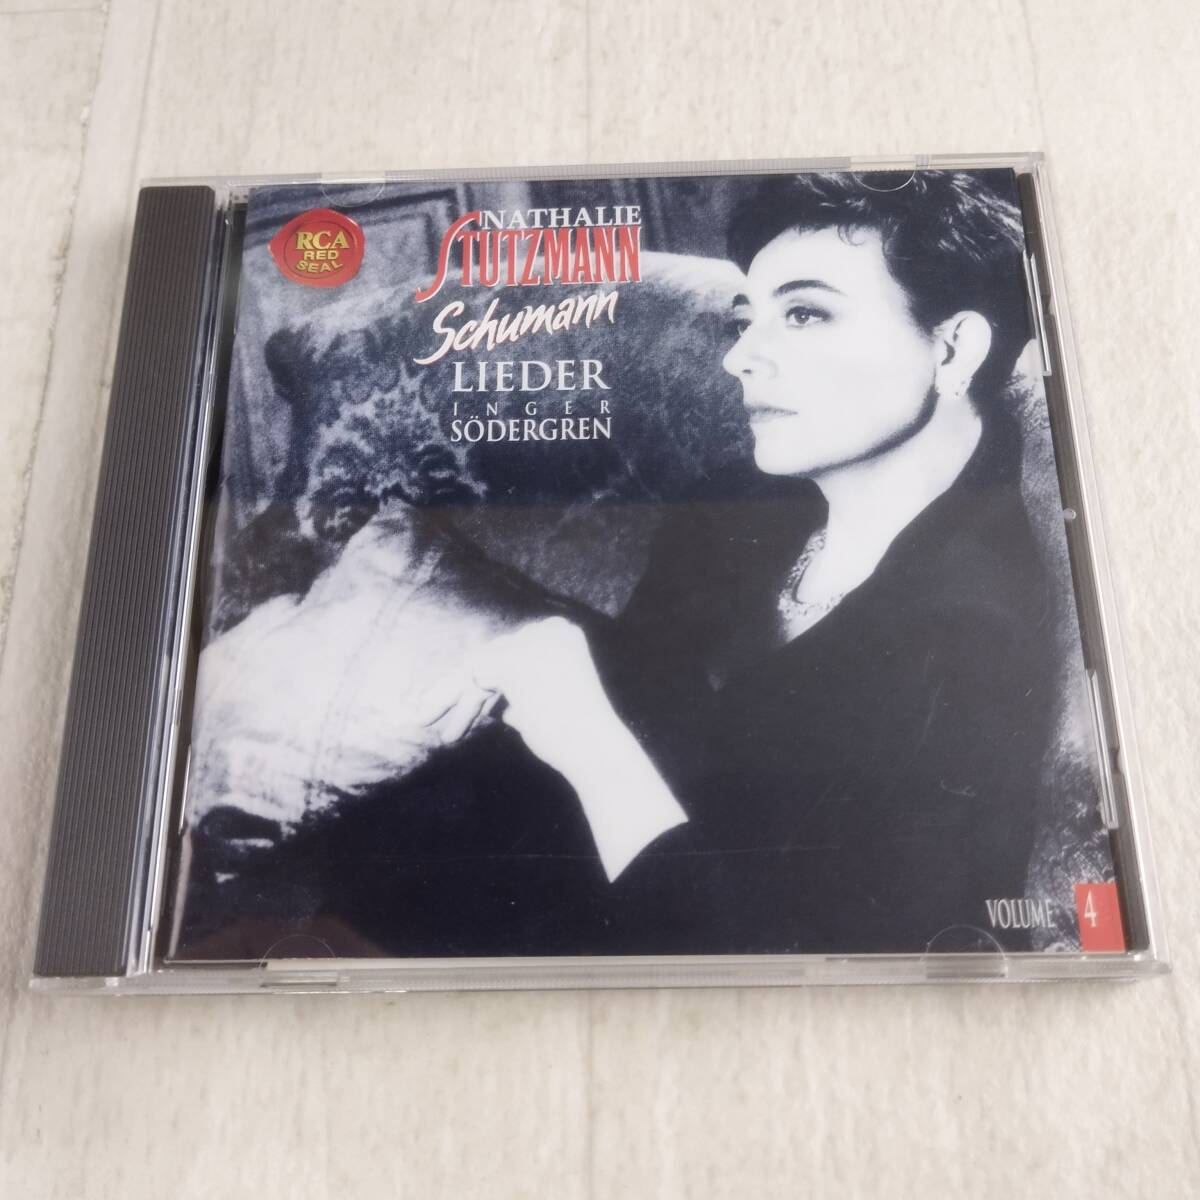 RCA
RED
SEAL
NATHALIE
STUTZMANN
Schumann
LIEDER
INGER
SÖDERGREN
VOLUME 4